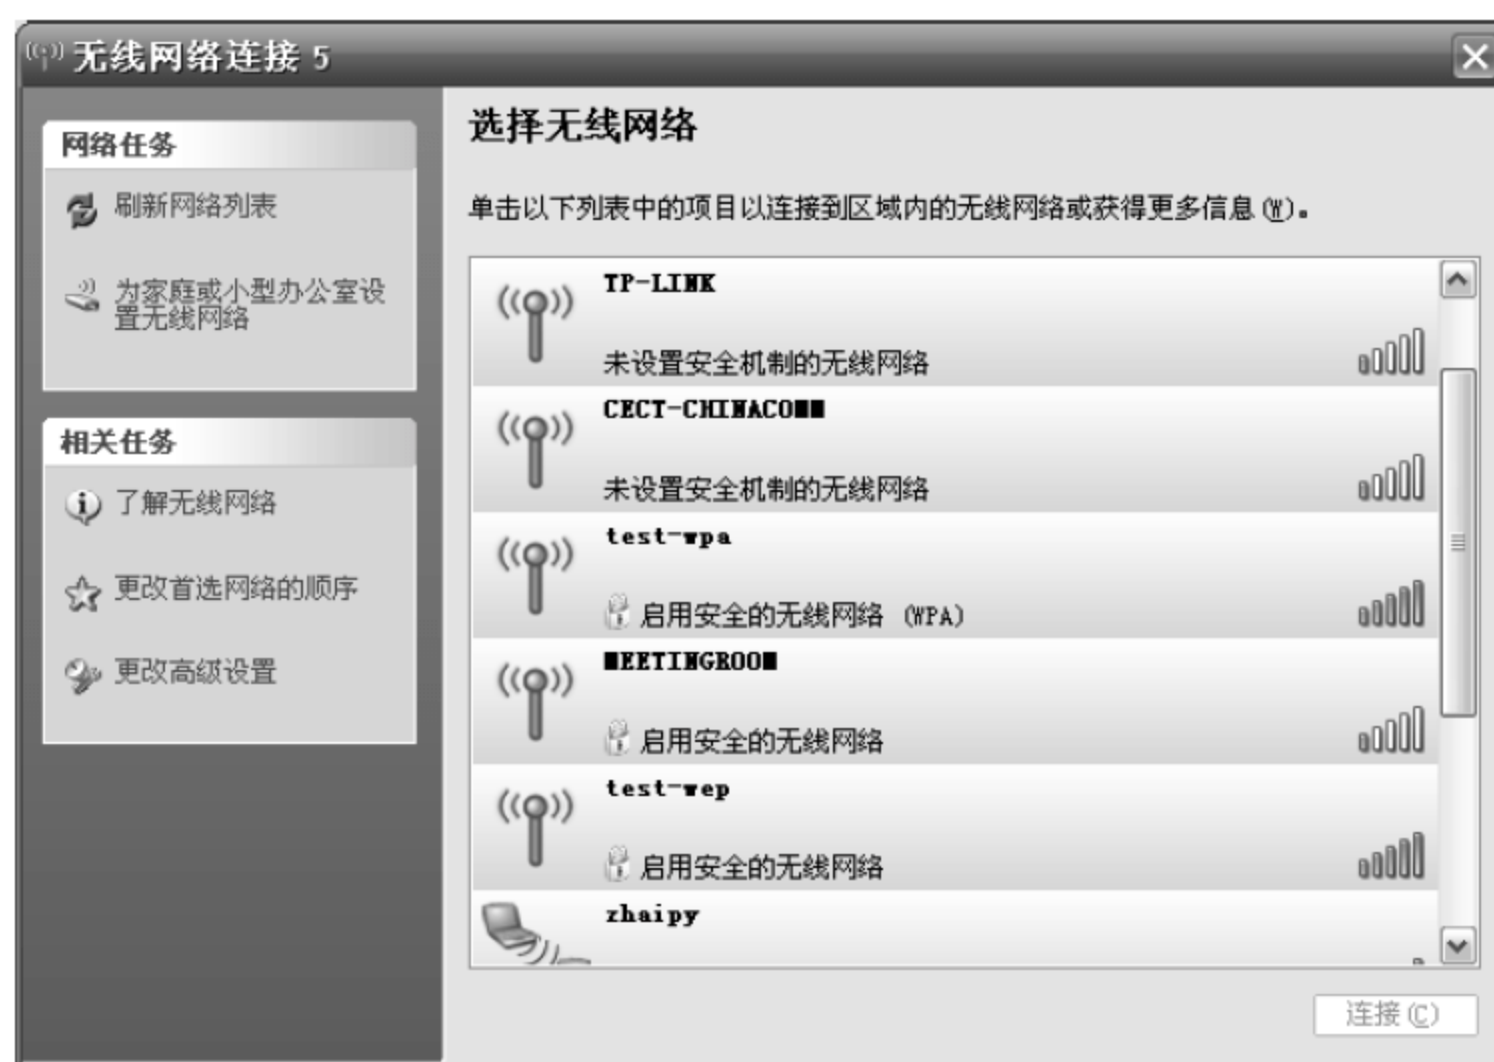 无线网络连接 5
网络任务
刷新网络列表
为家庭或小型办公室设
置无线网络
相关任务
了解无线网络
更改首选网络的顺序
更改高级设置
选择无线网络
单击以下列表中的项目以连接到区域内的无线网络或获得更多信息(W)。
TP-LINK
未设置安全机制的无线网络
CECT-CHINACOMM
未设置安全机制的无线网络
test-wpa
启用安全的无线网络 (WPA)
MEETINGROOM
启用安全的无线网络
test-wep
启用安全的无线网络
zhaipy
连接(C)